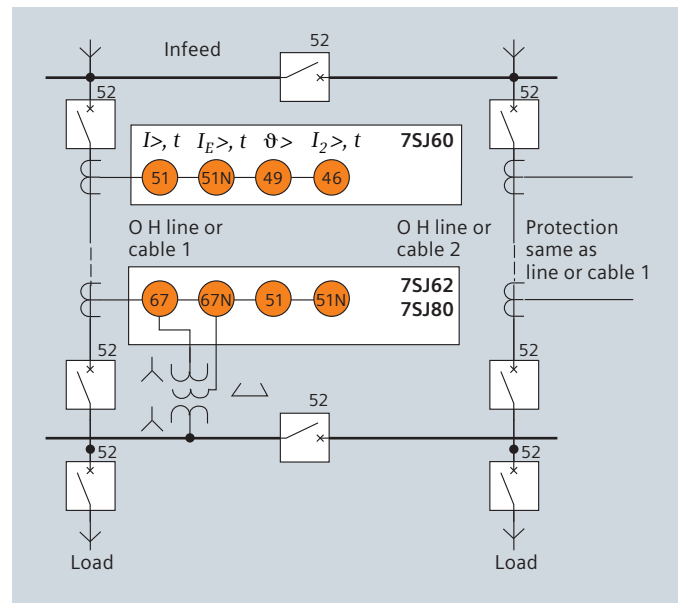 Infeed
52
52
52
I>, t I_E>, t ϑ> I₂>, t 7SJ60
51 51N 49 46
O H line or
cable 1
O H line or
cable 2
Protection
same as
line or cable 1
67 67N 51 51N
7SJ62
7SJ80
52
52
52
52
52
Load
Load